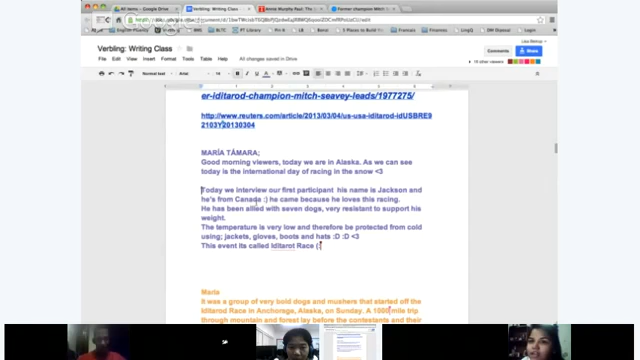 Verbling: Writing Class
File Edit View Insert Format Tools Table Help All changes saved in Drive
Comments Share
Normal text Arial
er-iditarod-champion-mitch-seavey-leads/1977275/
http://www.reuters.com/article/2013/03/04/us-usa-iditarod-idUSBRE9
2103Y20130304
MARÍA TÁMARA;
Good morning viewers, today we are in Alaska. As we can see
today is the international day of racing in the snow <3
Today we interview our first participant his name is Jackson and
he's from Canada :) he came because he loves this racing.
He has been allied with seven dogs, very resistant to support his
weight.
The temperature is very low and therefore be protected from cold
using; jackets, gloves, boots and hats :D :D <3
This event its called Iditarot Race (:
Maria
It was a group of very bold dogs and mushers that started off the
Iditarod Race in Anchorage, Alaska, on Sunday. A 1000 mile trip
through mountain and forest lay before the contestants and their